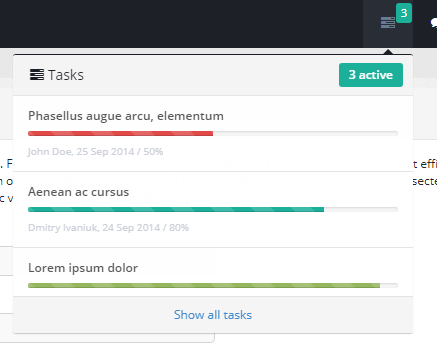 3
Tasks
3 active
Phasellus augue arcu, elementum
John Doe, 25 Sep 2014 / 50%
Aenean ac cursus
Dmitry Ivaniuk, 24 Sep 2014 / 80%
Lorem ipsum dolor
Show all tasks